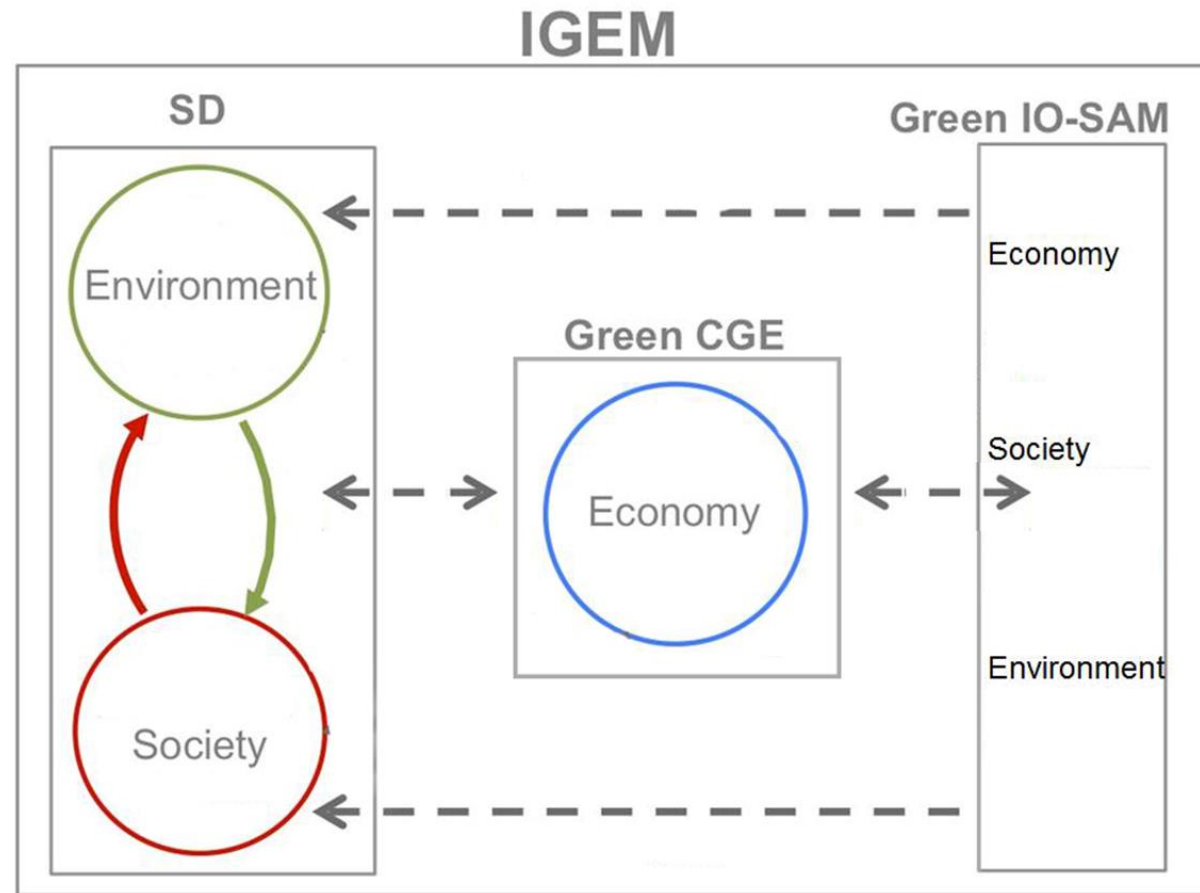 IGEM
SD
Green IO-SAM
Environment
Economy
Green CGE
Society
Economy
Environment
Society